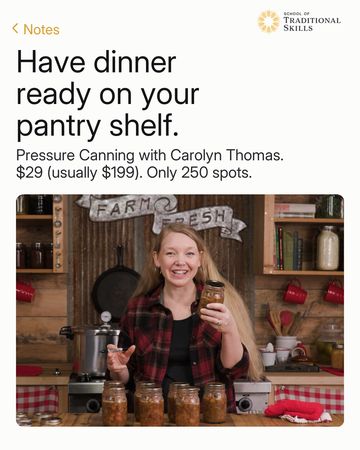 Notes
SCHOOL OF
TRADITIONAL
SKILLS
Have dinner
ready on your
pantry shelf.
Pressure Canning with Carolyn Thomas.
$29 (usually $199). Only 250 spots.
FARM FRESH